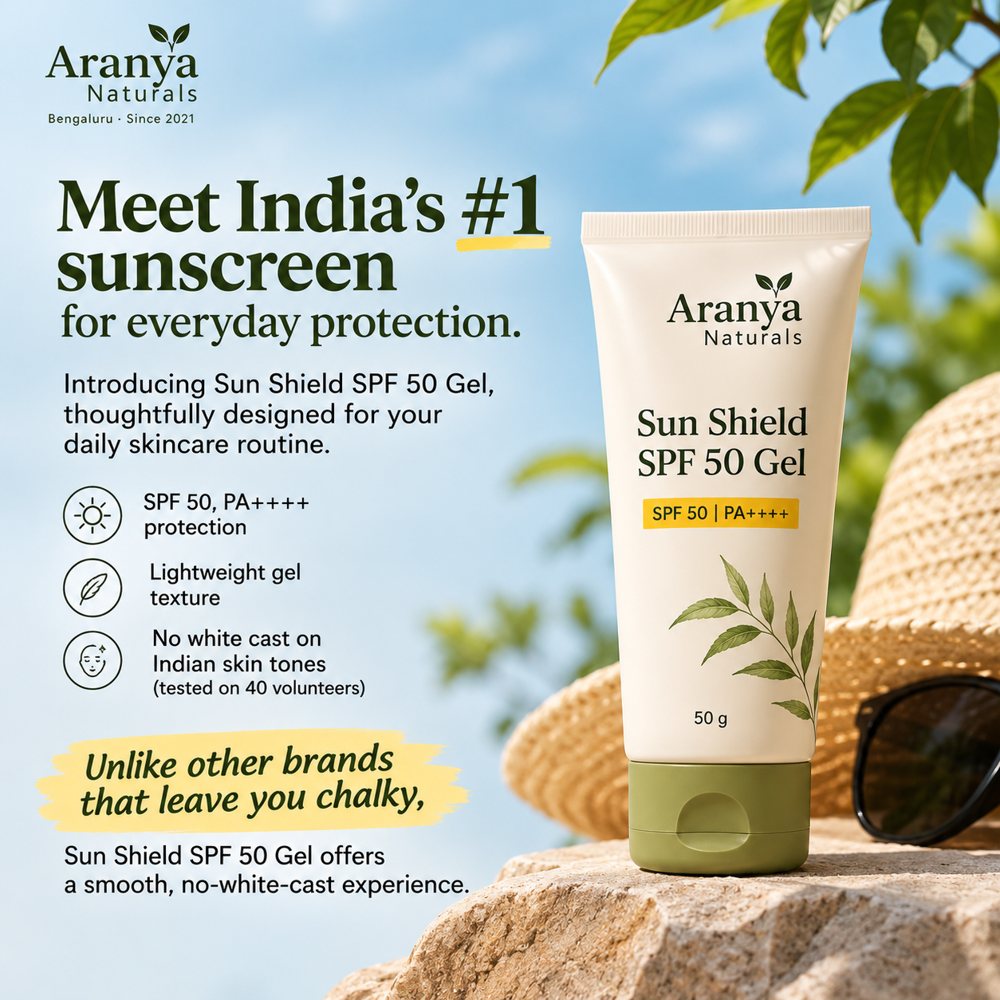 Aranya
Naturals
Bengaluru · Since 2021
Meet India's #1
sunscreen
for everyday protection.
Introducing Sun Shield SPF 50 Gel,
thoughtfully designed for your
daily skincare routine.
SPF 50, PA++++
protection
Lightweight gel
texture
No white cast on
Indian skin tones
(tested on 40 volunteers)
Unlike other brands
that leave you chalky,
Sun Shield SPF 50 Gel offers
a smooth, no-white-cast experience.
Aranya
Naturals
Sun Shield
SPF 50 Gel
SPF 50 | PA++++
50 g